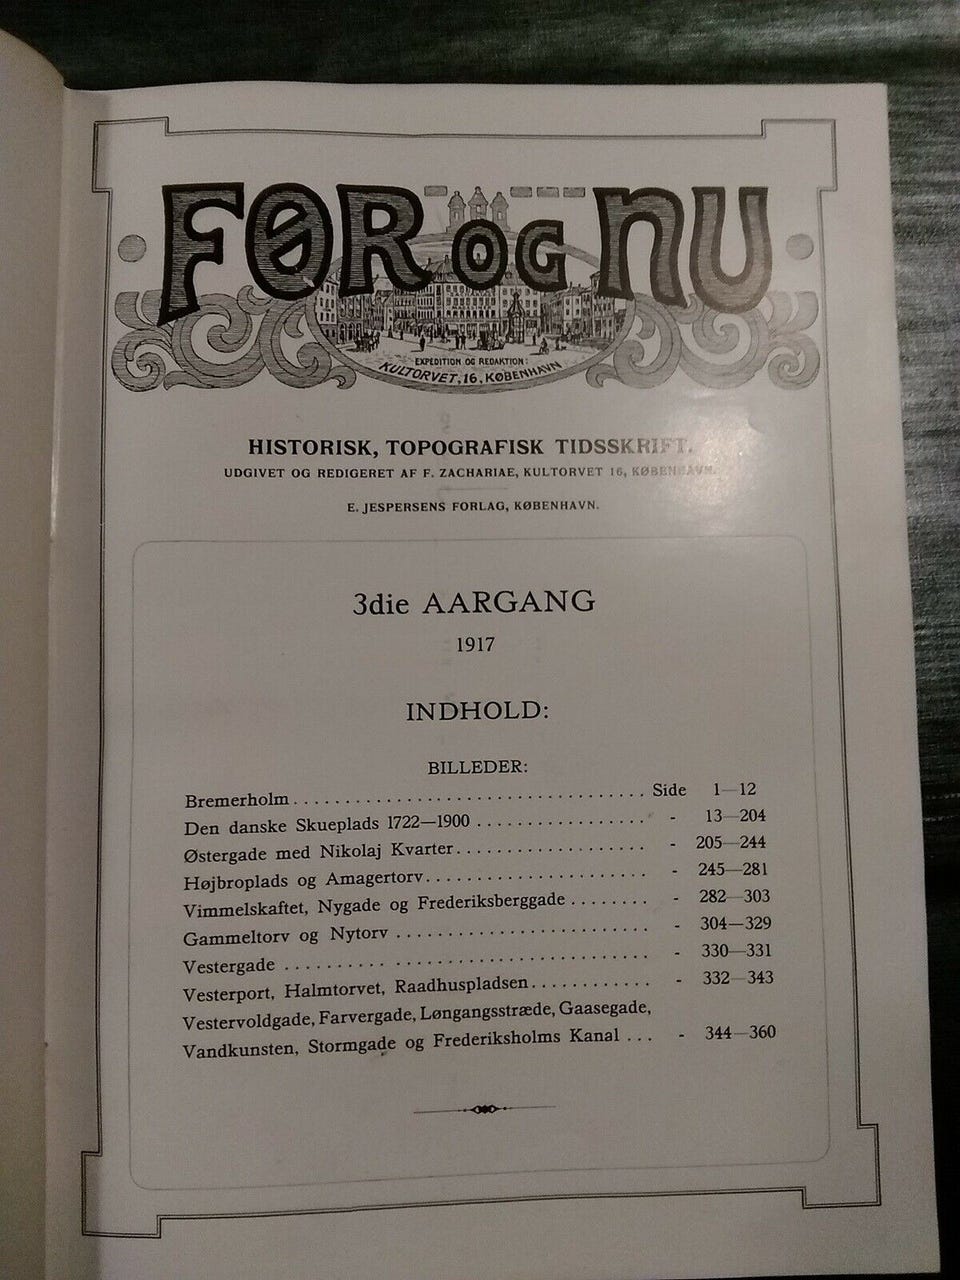 FØR OG NU
EXPEDITION OG REDAKTION:
KULTORVET, 16, KØBENHAVN
HISTORISK, TOPOGRAFISK TIDSSKRIFT.
UDGIVET OG REDIGERET AF F. ZACHARIAE, KULTORVET 16, KØBENHAVN.
E. JESPERSENS FORLAG, KØBENHAVN.
3die AARGANG
1917
INDHOLD:
BILLEDER:
Bremerholm. . . . . . . . . . . . . . . . . . . . . . . . . . . . . . . . . . Side 1—12
Den danske Skueplads 1722—1900 . . . . . . . . . . . . . . . . . - 13—204
Østergade med Nikolaj Kvarter. . . . . . . . . . . . . . . . . . . - 205—244
Højbroplads og Amagertorv. . . . . . . . . . . . . . . . . . . . . . - 245—281
Vimmelskaftet, Nygade og Frederiksberggade . . . . . . . . - 282—303
Gammeltorv og Nytorv . . . . . . . . . . . . . . . . . . . . . . . . - 304—329
Vestergade . . . . . . . . . . . . . . . . . . . . . . . . . . . . . . . . . . - 330—331
Vesterport, Halmtorvet, Raadhuspladsen. . . . . . . . . . . . - 332—343
Vestervoldgade, Farvergade, Løngangsstræde, Gaasegade,
Vandkunsten, Stormgade og Frederiksholms Kanal . . . - 344—360